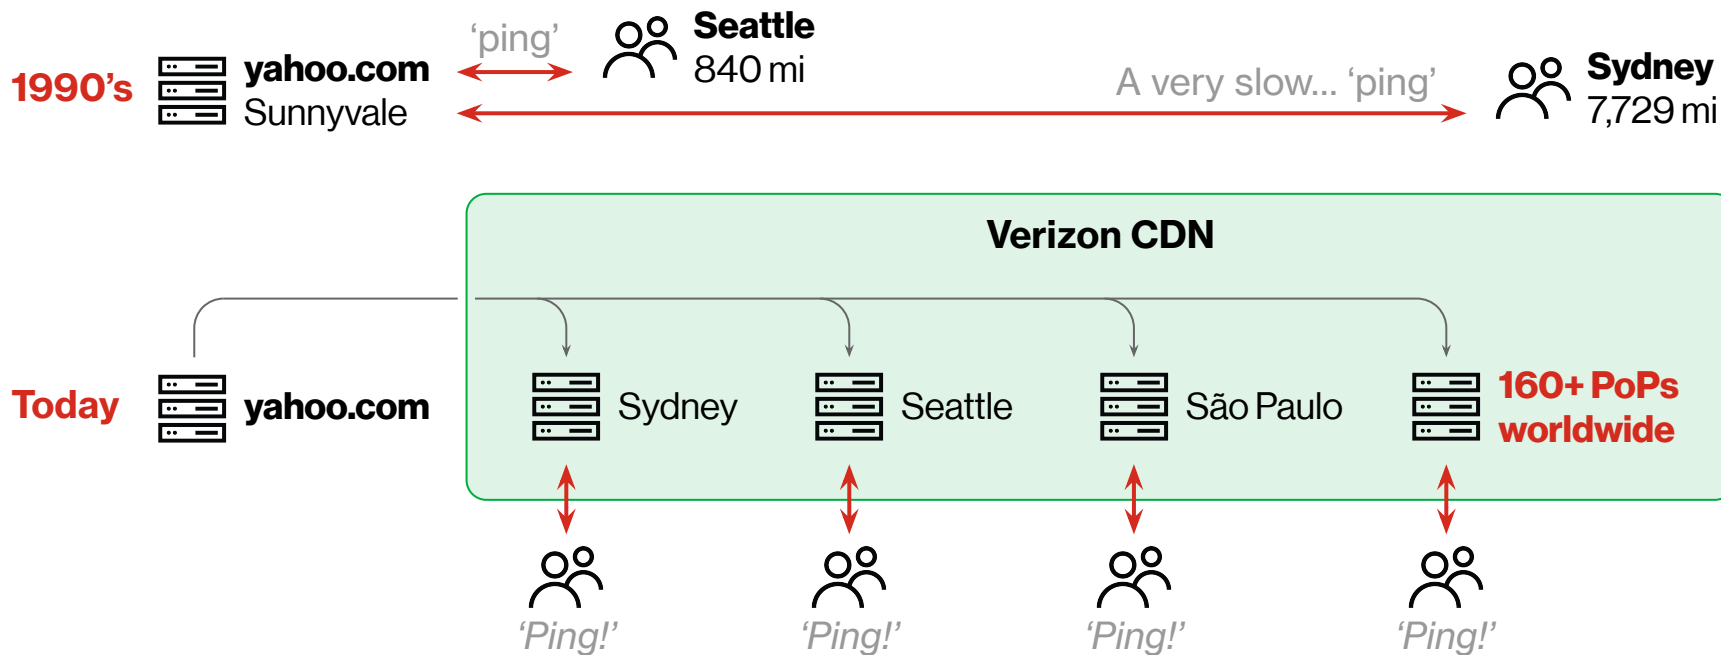 1990's
yahoo.com
Sunnyvale
‘ping’
Seattle
840 mi
A very slow... ‘ping’
Sydney
7,729 mi
Verizon CDN
Today
yahoo.com
Sydney
Seattle
São Paulo
160+ PoPs
worldwide
‘Ping!’
‘Ping!’
‘Ping!’
‘Ping!’